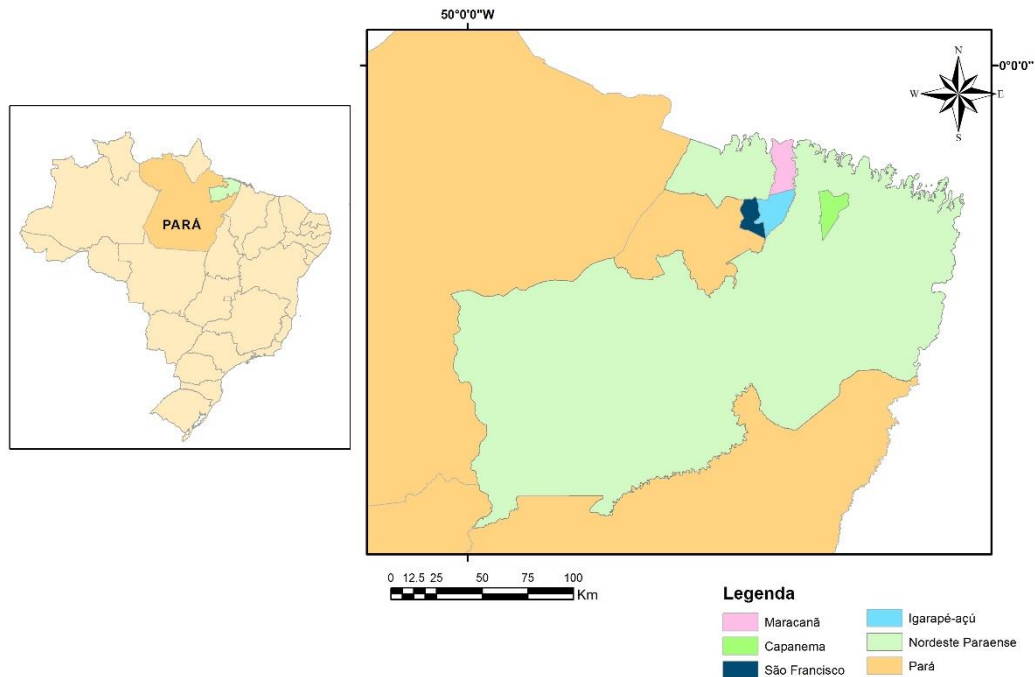 50°0'0"W
0°0'0"
N
W
E
S
PARÁ
0 12.5 25 50 75 100
Km
Legenda
Maracanã
Capanema
São Francisco
Igarapé-açú
Nordeste Paraense
Pará